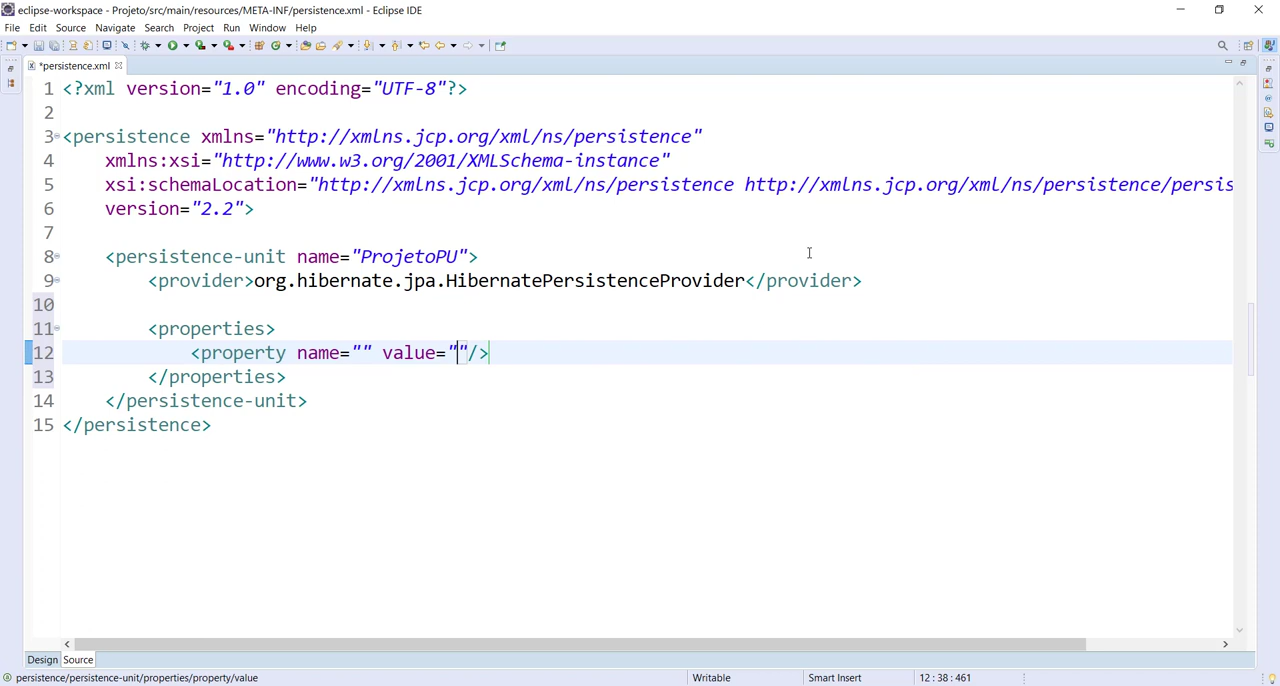 eclipse-workspace - Projeto/src/main/resources/META-INF/persistence.xml - Eclipse IDE
File Edit Source Navigate Search Project Run Window Help
*persistence.xml
1 <?xml version="1.0" encoding="UTF-8"?>
2
3 <persistence xmlns="http://xmlns.jcp.org/xml/ns/persistence"
4 xmlns:xsi="http://www.w3.org/2001/XMLSchema-instance"
5 xsi:schemaLocation="http://xmlns.jcp.org/xml/ns/persistence http://xmlns.jcp.org/xml/ns/persistence/persis
6 version="2.2">
7
8 <persistence-unit name="ProjetoPU">
9 <provider>org.hibernate.jpa.HibernatePersistenceProvider</provider>
10
11 <properties>
12 <property name="" value=""/>
13 </properties>
14 </persistence-unit>
15 </persistence>
Design Source
persistence/persistence-unit/properties/property/value Writable Smart Insert 12 : 38 : 461